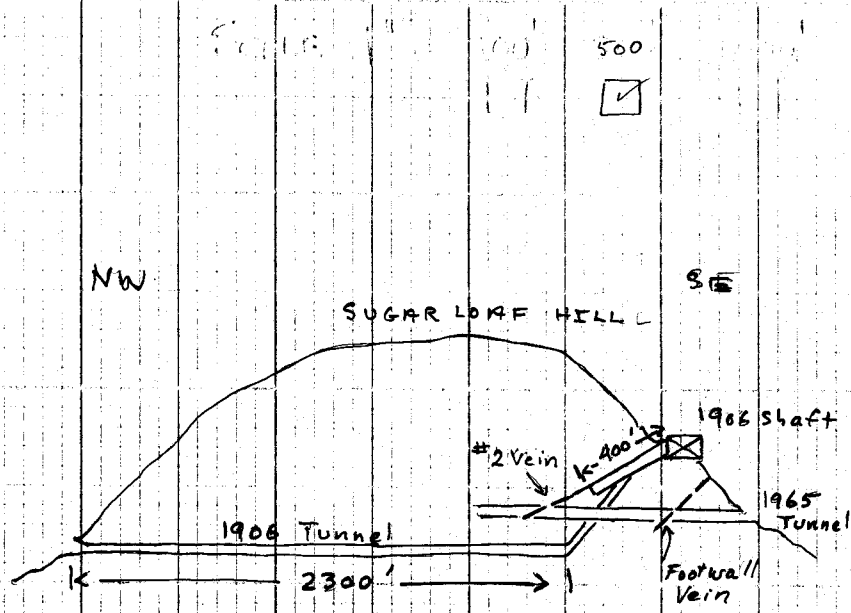 500
NW
SE
SUGAR LOAF HILL
1906 Shaft
400'
#2 Vein
1965
Tunnel
1906 Tunnel
2300'
Footwall
Vein